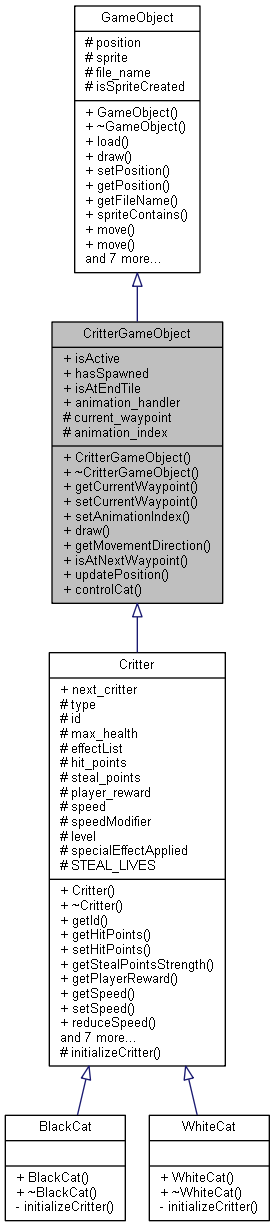 GameObject
# position
# sprite
# file_name
# isSpriteCreated
+ GameObject()
+ ~GameObject()
+ load()
+ draw()
+ setPosition()
+ getPosition()
+ getFileName()
+ spriteContains()
+ move()
+ move()
and 7 more...
CritterGameObject
+ isActive
+ hasSpawned
+ isAtEndTile
+ animation_handler
# current_waypoint
# animation_index
+ CritterGameObject()
+ ~CritterGameObject()
+ getCurrentWaypoint()
+ setCurrentWaypoint()
+ setAnimationIndex()
+ draw()
+ getMovementDirection()
+ isAtNextWaypoint()
+ updatePosition()
+ controlCat()
Critter
+ next_critter
# type
# id
# max_health
# effectList
# hit_points
# steal_points
# player_reward
# speed
# speedModifier
# level
# specialEffectApplied
# STEAL_LIVES
+ Critter()
+ ~Critter()
+ getId()
+ getHitPoints()
+ setHitPoints()
+ getStealPointsStrength()
+ getPlayerReward()
+ getSpeed()
+ setSpeed()
+ reduceSpeed()
and 7 more...
# initializeCritter()
BlackCat
+ BlackCat()
+ ~BlackCat()
- initializeCritter()
WhiteCat
+ WhiteCat()
+ ~WhiteCat()
- initializeCritter()